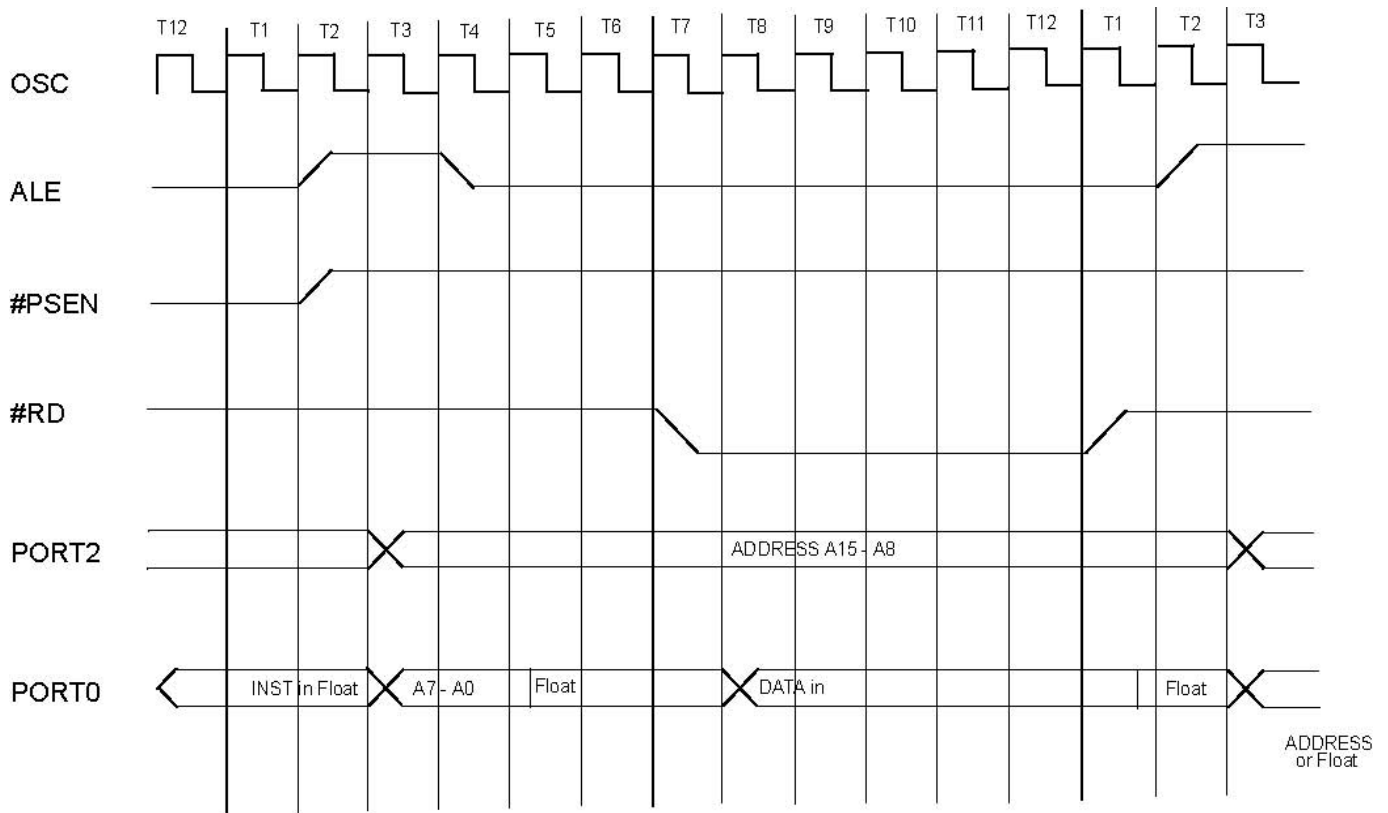 T12 T1 T2 T3 T4 T5 T6 T7 T8 T9 T10 T11 T12 T1 T2 T3
OSC
ALE
#PSEN
#RD
PORT2 ADDRESS A15 - A8
PORT0 INST in Float A7 - A0 Float DATA in Float
ADDRESS
or Float